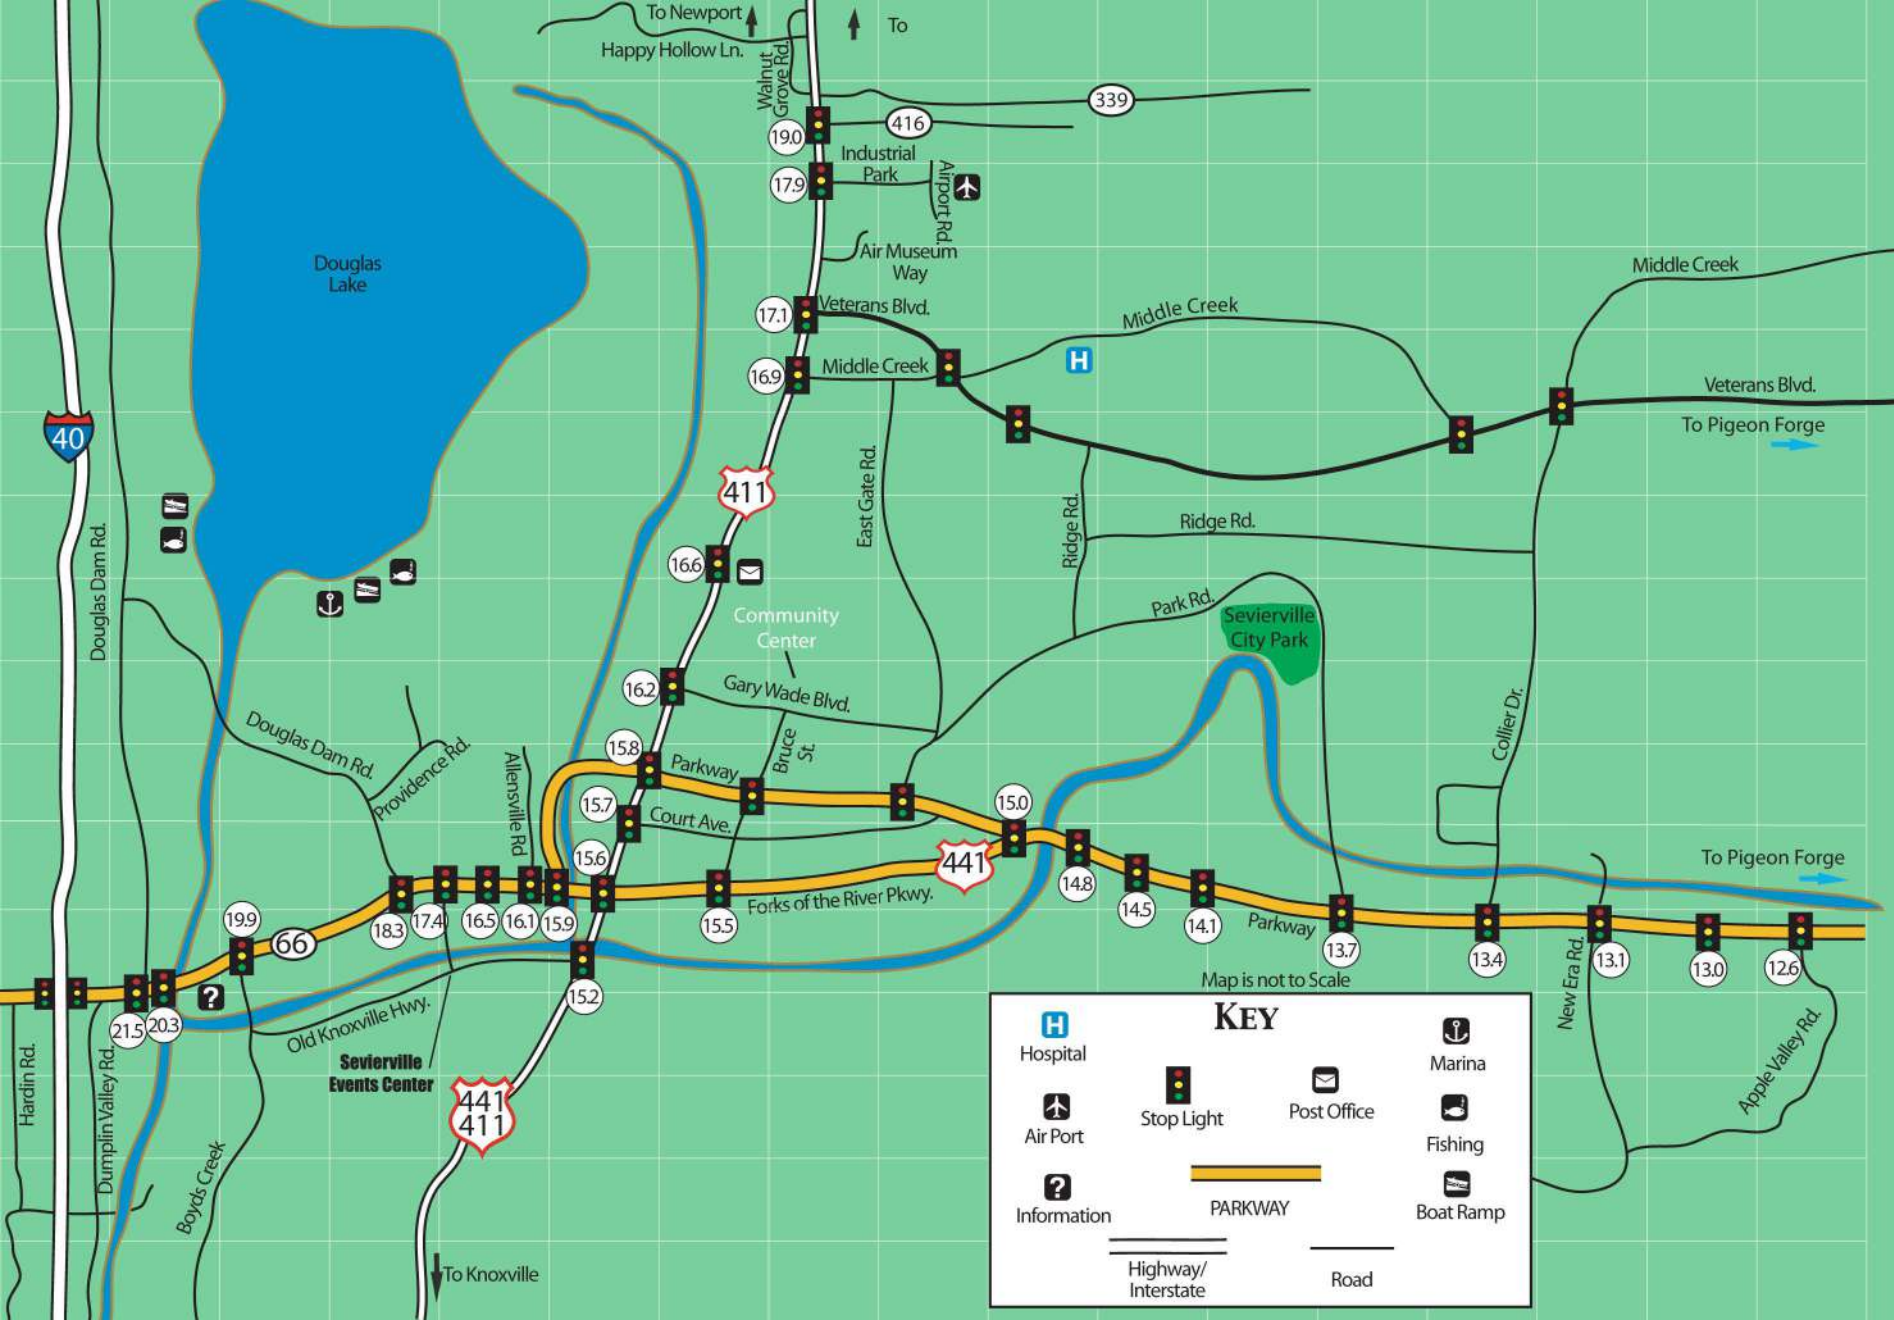 To Newport
To
Happy Hollow Ln.
Walnut
Grove Rd.
339
416
19.0
Industrial
Park
17.9
Airport Rd.
Air Museum
Way
Douglas
Lake
Middle Creek
17.1
Veterans Blvd.
Middle Creek
H
16.9
Middle Creek
Veterans Blvd.
To Pigeon Forge
40
411
East Gate Rd.
Ridge Rd.
Ridge Rd.
Douglas Dam Rd.
16.6
Community
Center
Park Rd.
Sevierville
City Park
16.2
Gary Wade Blvd.
Collier Dr.
Douglas Dam Rd.
Providence Rd.
Allensville Rd
15.8
Parkway
Bruce
St.
15.7
Court Ave.
15.0
15.6
441
14.8
To Pigeon Forge
Forks of the River Pkwy.
19.9
66
18.3
17.4
16.5
16.1
15.9
15.5
14.5
14.1
Parkway
13.7
13.4
13.1
13.0
12.6
New Era Rd.
Apple Valley Rd.
?
21.5
20.3
15.2
Old Knoxville Hwy.
Sevierville
Events Center
Hardin Rd.
Dumplin Valley Rd.
Boyds Creek
441
411
To Knoxville
Map is not to Scale
KEY
H
Hospital
Marina
Stop Light
Post Office
Air Port
Fishing
?
Information
PARKWAY
Boat Ramp
Highway/
Interstate
Road